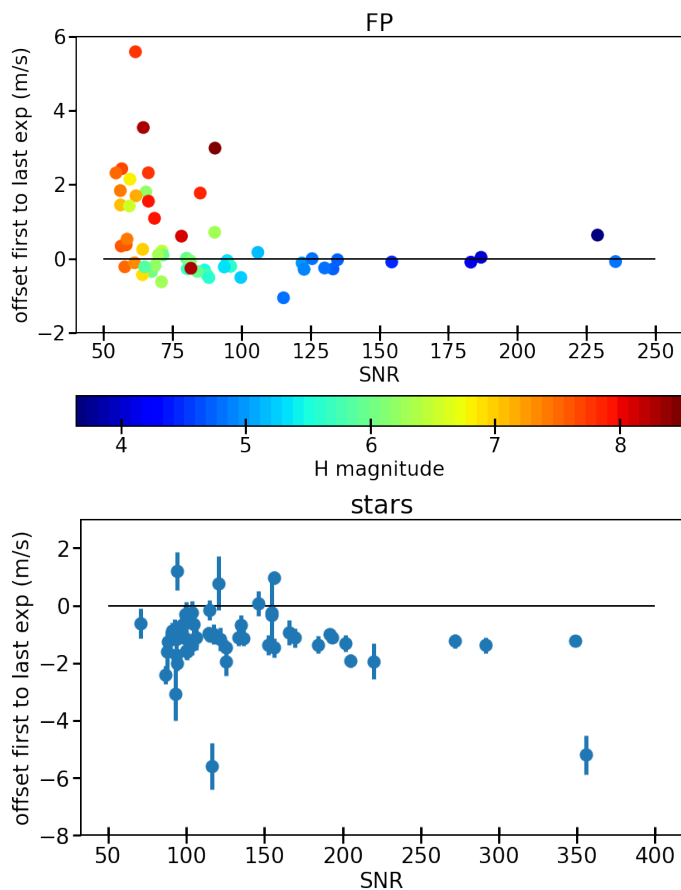 FP
offset first to last exp (m/s)
6
4
2
0
−2
50 75 100 125 150 175 200 225 250
SNR
4 5 6 7 8
H magnitude
stars
offset first to last exp (m/s)
2
0
−2
−4
−6
−8
50 100 150 200 250 300 350 400
SNR